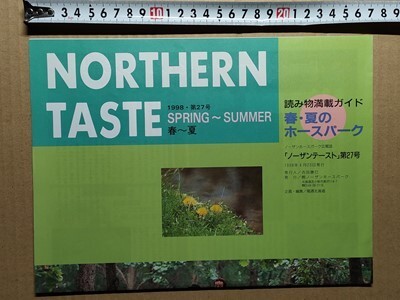 3 4 5 6 7 8 9 10 1 2 3 4 5 6 7 8 9 20 1 2 3 4 5 6 7 8
NORTHERN
TASTE
1998・第27号
SPRING～SUMMER
春～夏
読み物満載ガイド
春・夏の
ホースパーク
「ノーザンテースト」第27号